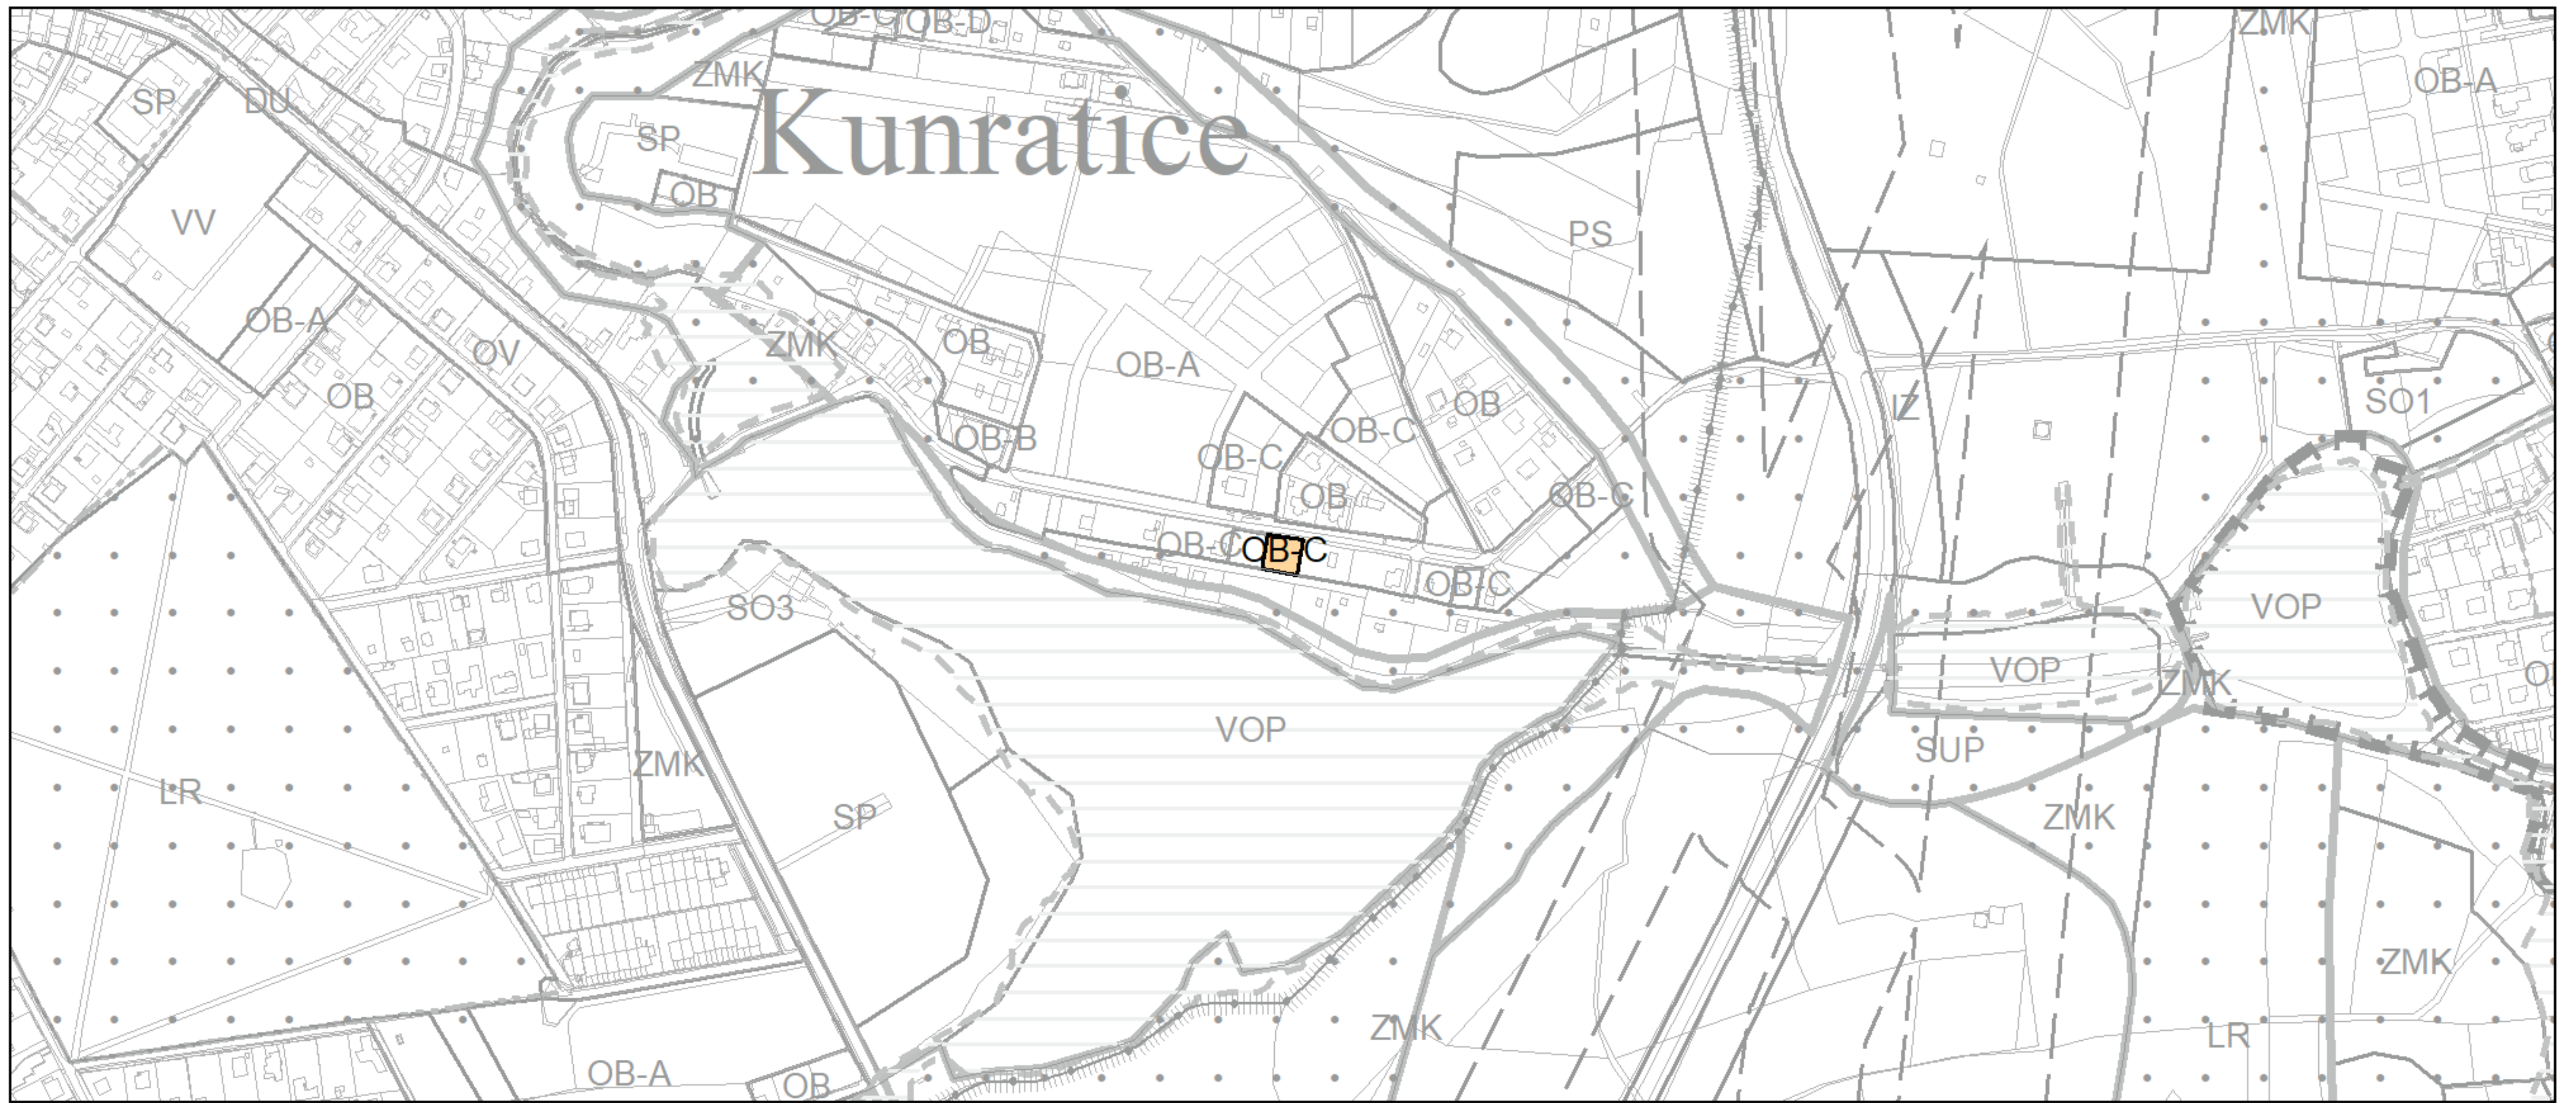 OB-C
OB-D
ZMK
ZMK
OB-A
SP
DU
SP
Kunratice
OB
VV
PS
OB-A
OV
ZMK
OB
OB-A
OB
IZ
SO1
OB
OB-B
OB-C
OB-C
OB
OB-C
OB-C
OB-C
OB-C
SO3
VOP
VOP
ZMK
VOP
SUP
ZMK
LR
SP
ZMK
ZMK
ZMK
LR
OB-A
OB